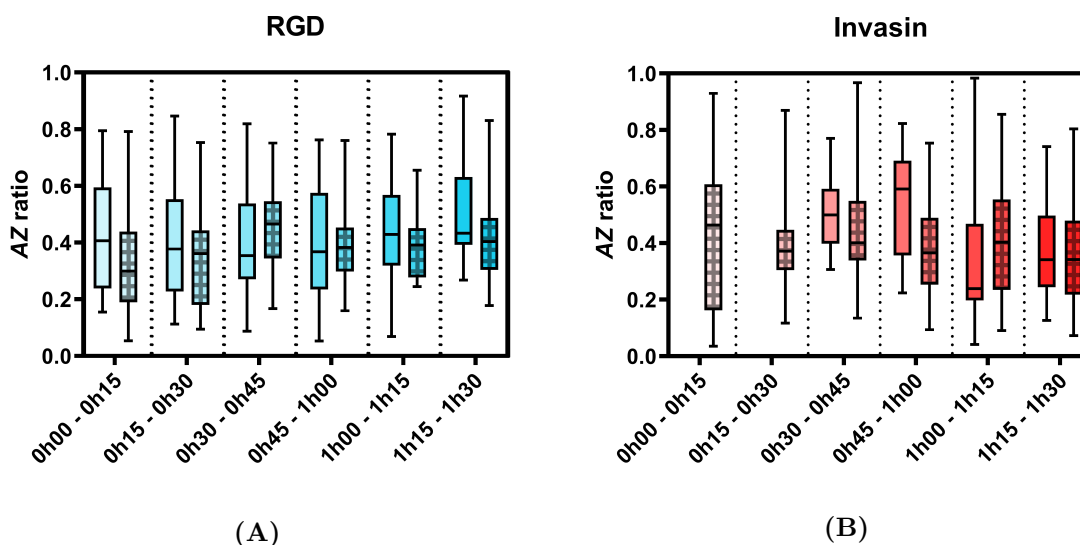 RGD
AZ ratio
1.0
0.8
0.6
0.4
0.2
0.0
0h00 - 0h15
0h15 - 0h30
0h30 - 0h45
0h45 - 1h00
1h00 - 1h15
1h15 - 1h30
(A)
Invasin
AZ ratio
1.0
0.8
0.6
0.4
0.2
0.0
0h00 - 0h15
0h15 - 0h30
0h30 - 0h45
0h45 - 1h00
1h00 - 1h15
1h15 - 1h30
(B)